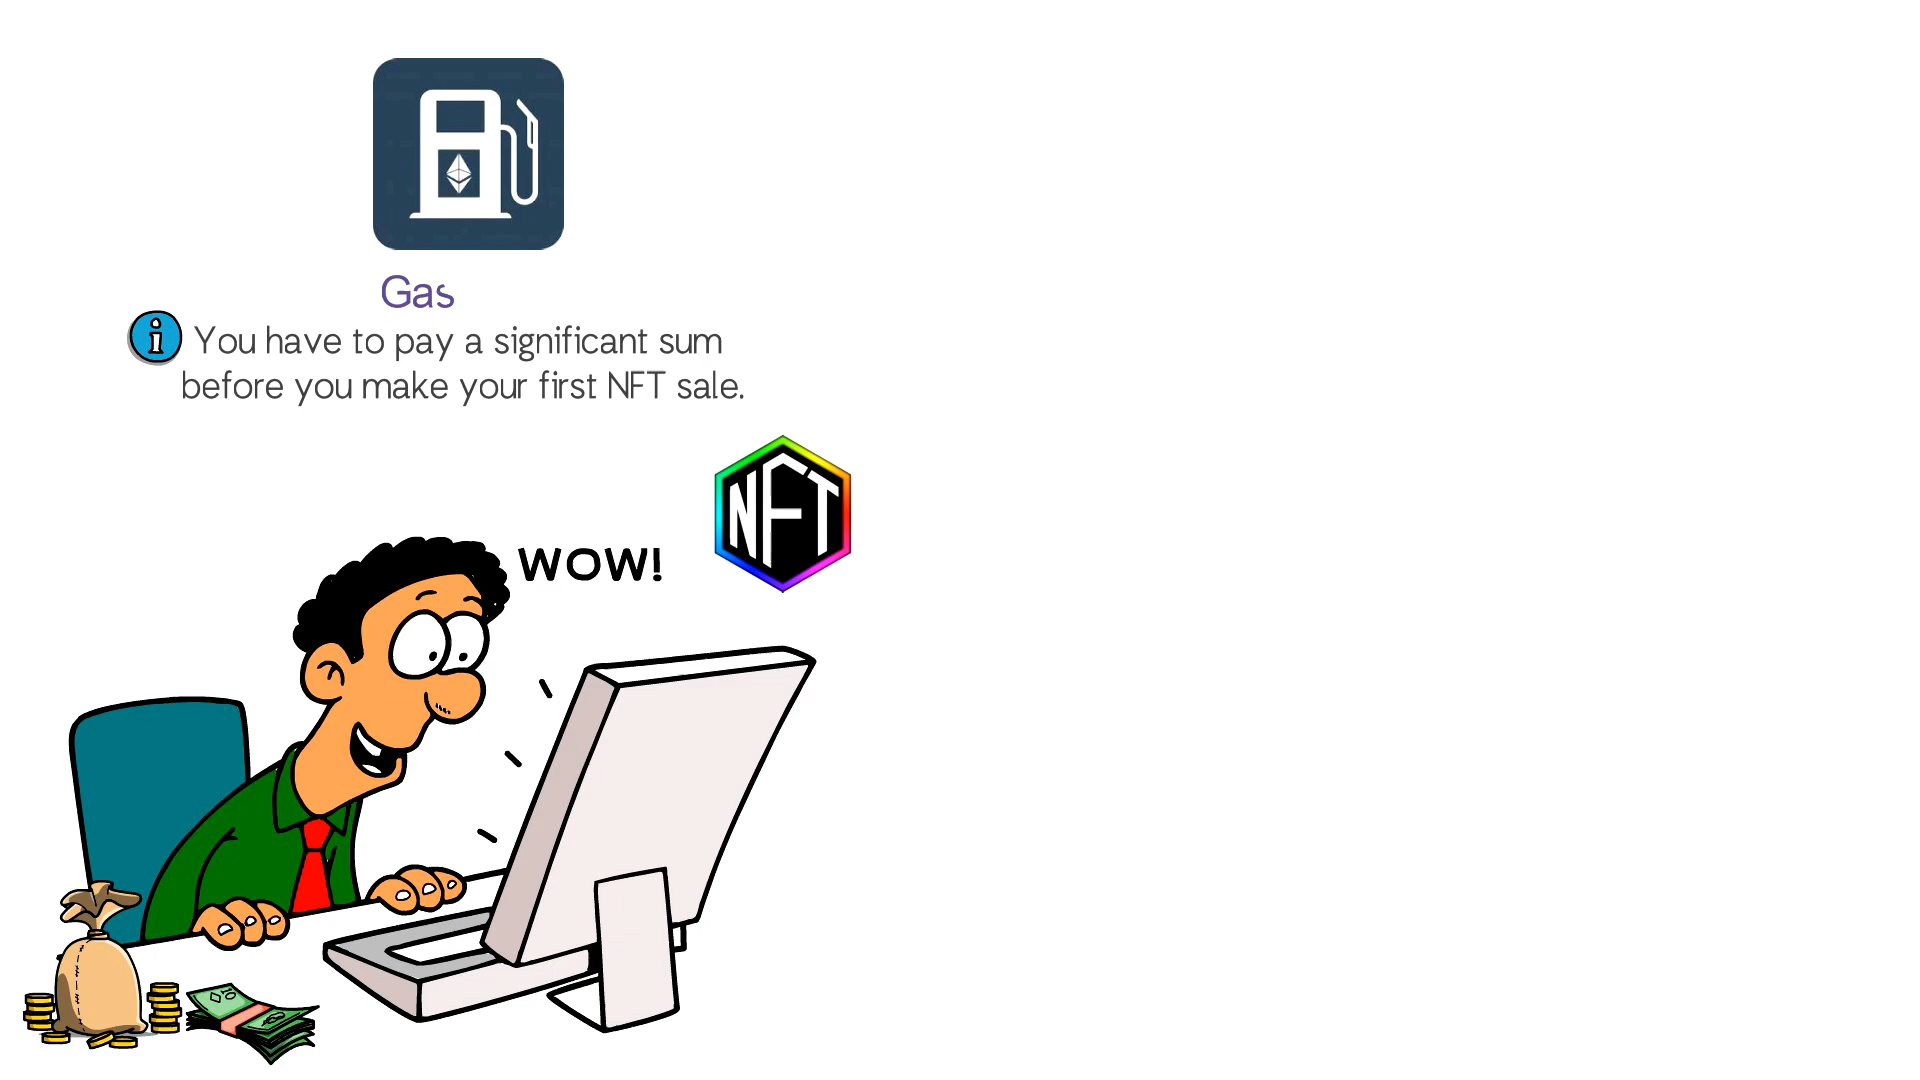 Gas
i You have to pay a significant sum
before you make your first NFT sale.
NFT
WOW!